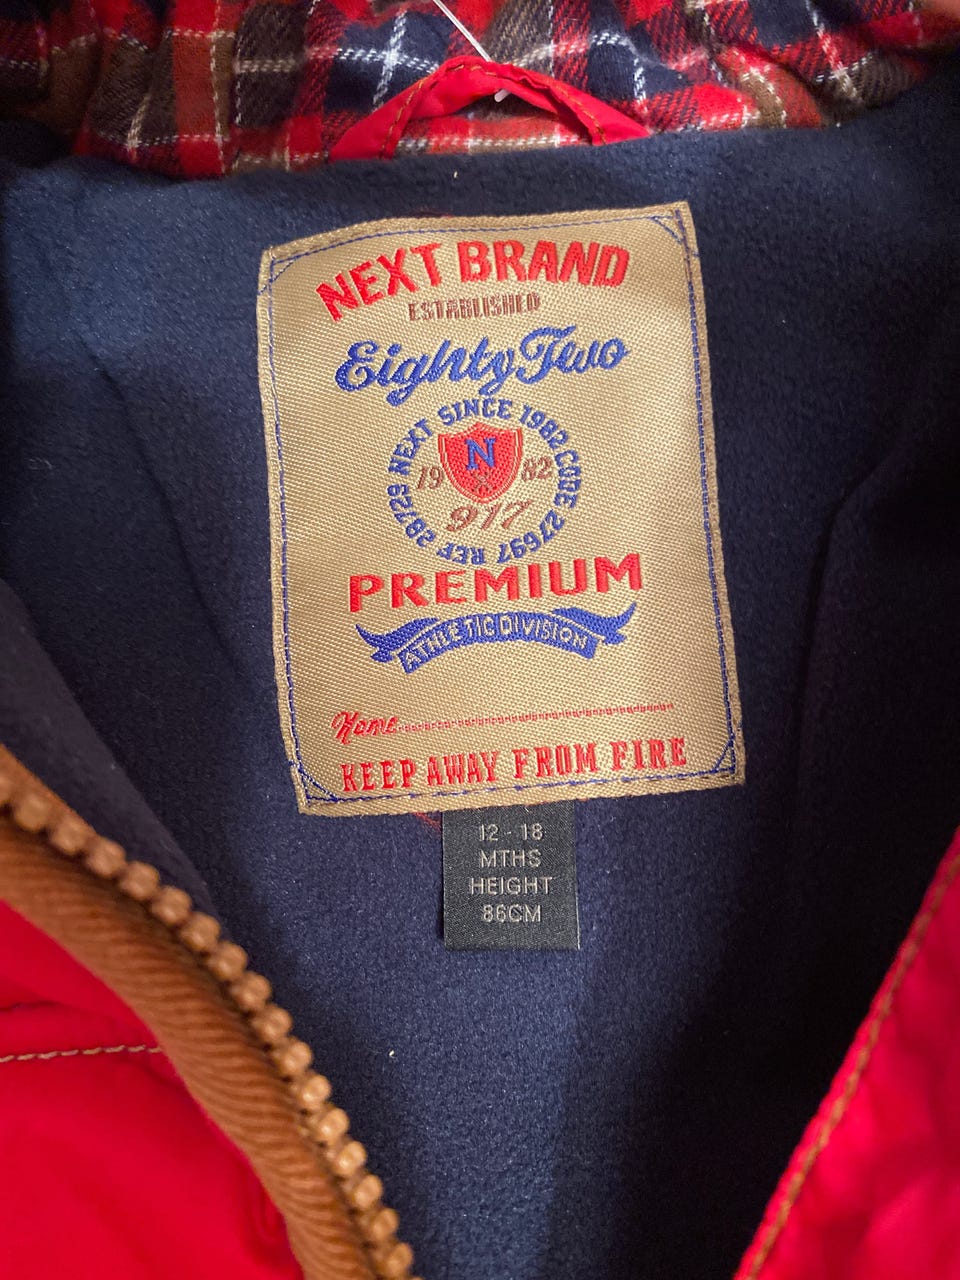 NEXT BRAND
ESTABLISHED
Eighty Two
NEXT SINCE 1982 CODE 27697 REF 28729
N
19 82
917
PREMIUM
ATHLETIC DIVISION
Name
KEEP AWAY FROM FIRE
12 - 18
MTHS
HEIGHT
86CM